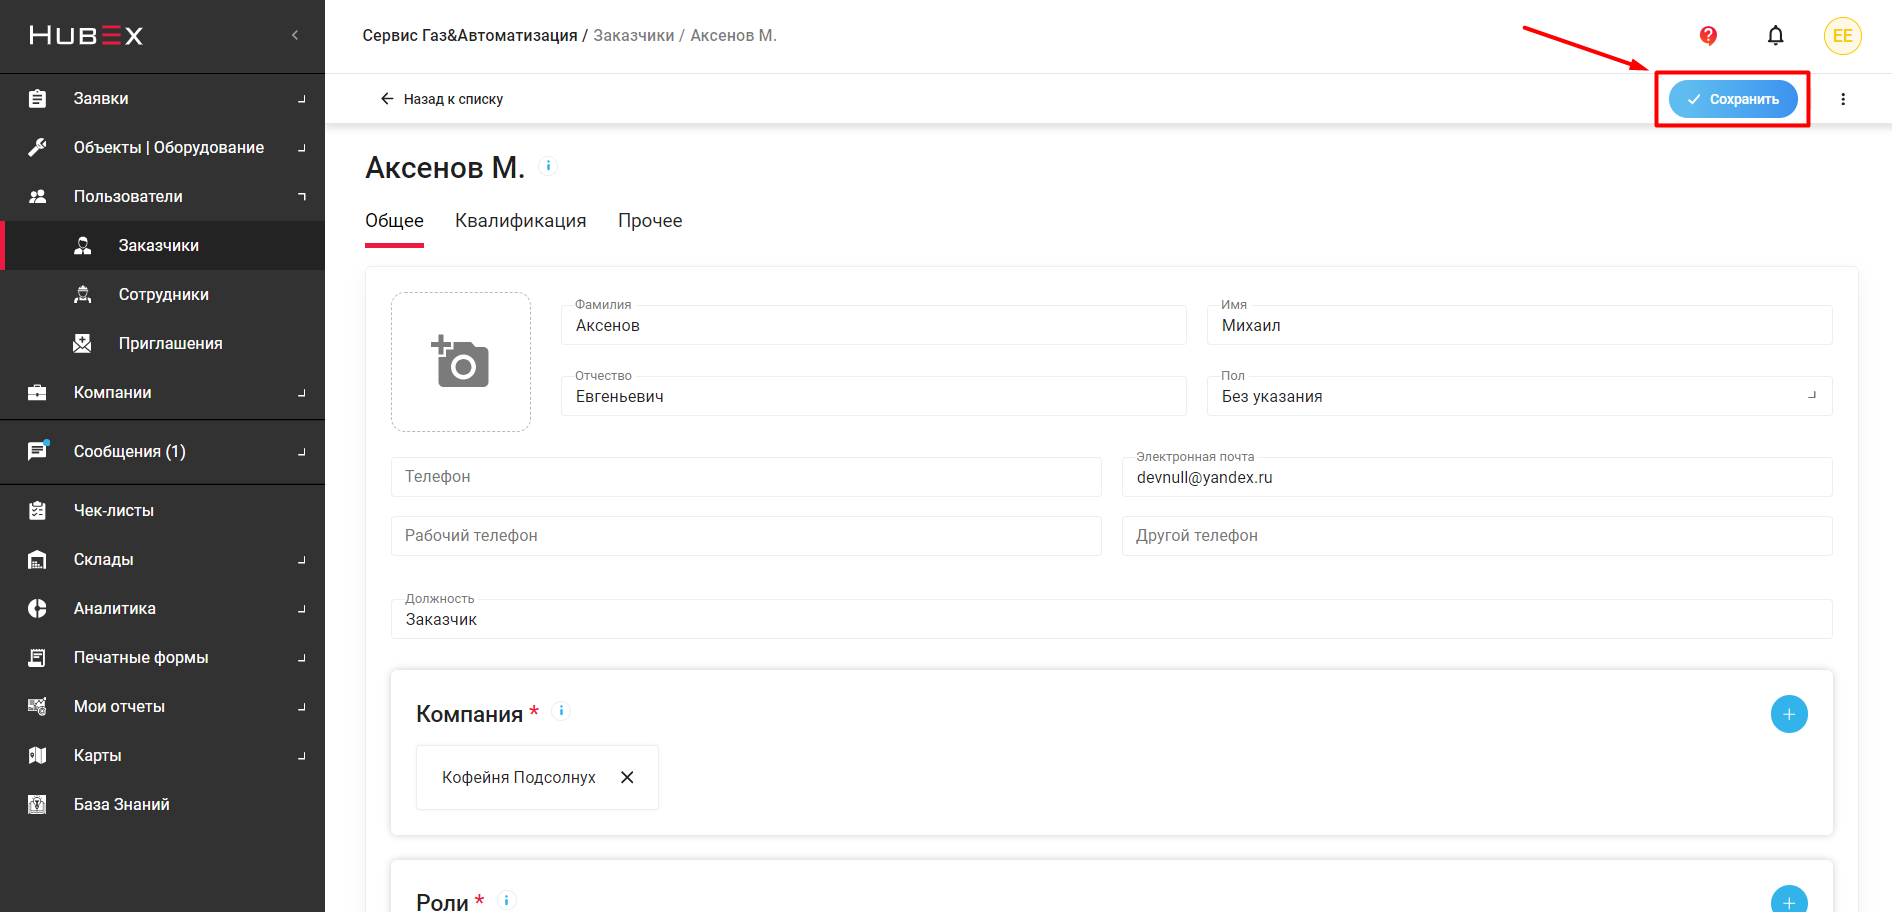 HUBEX
Заявки
Объекты | Оборудование
Пользователи
Заказчики
Сотрудники
Приглашения
Компании
Сообщения (1)
Чек-листы
Склады
Аналитика
Печатные формы
Мои отчеты
Карты
База Знаний
Сервис Газ&Автоматизация / Заказчики / Аксенов М.
?
EE
Назад к списку
Сохранить
Аксенов М. i
Общее Квалификация Прочее
Фамилия
Аксенов
Имя
Михаил
Отчество
Евгеньевич
Пол
Без указания
Телефон
Электронная почта
devnull@yandex.ru
Рабочий телефон
Другой телефон
Должность
Заказчик
Компания * i
Кофейня Подсолнух
Роли * i